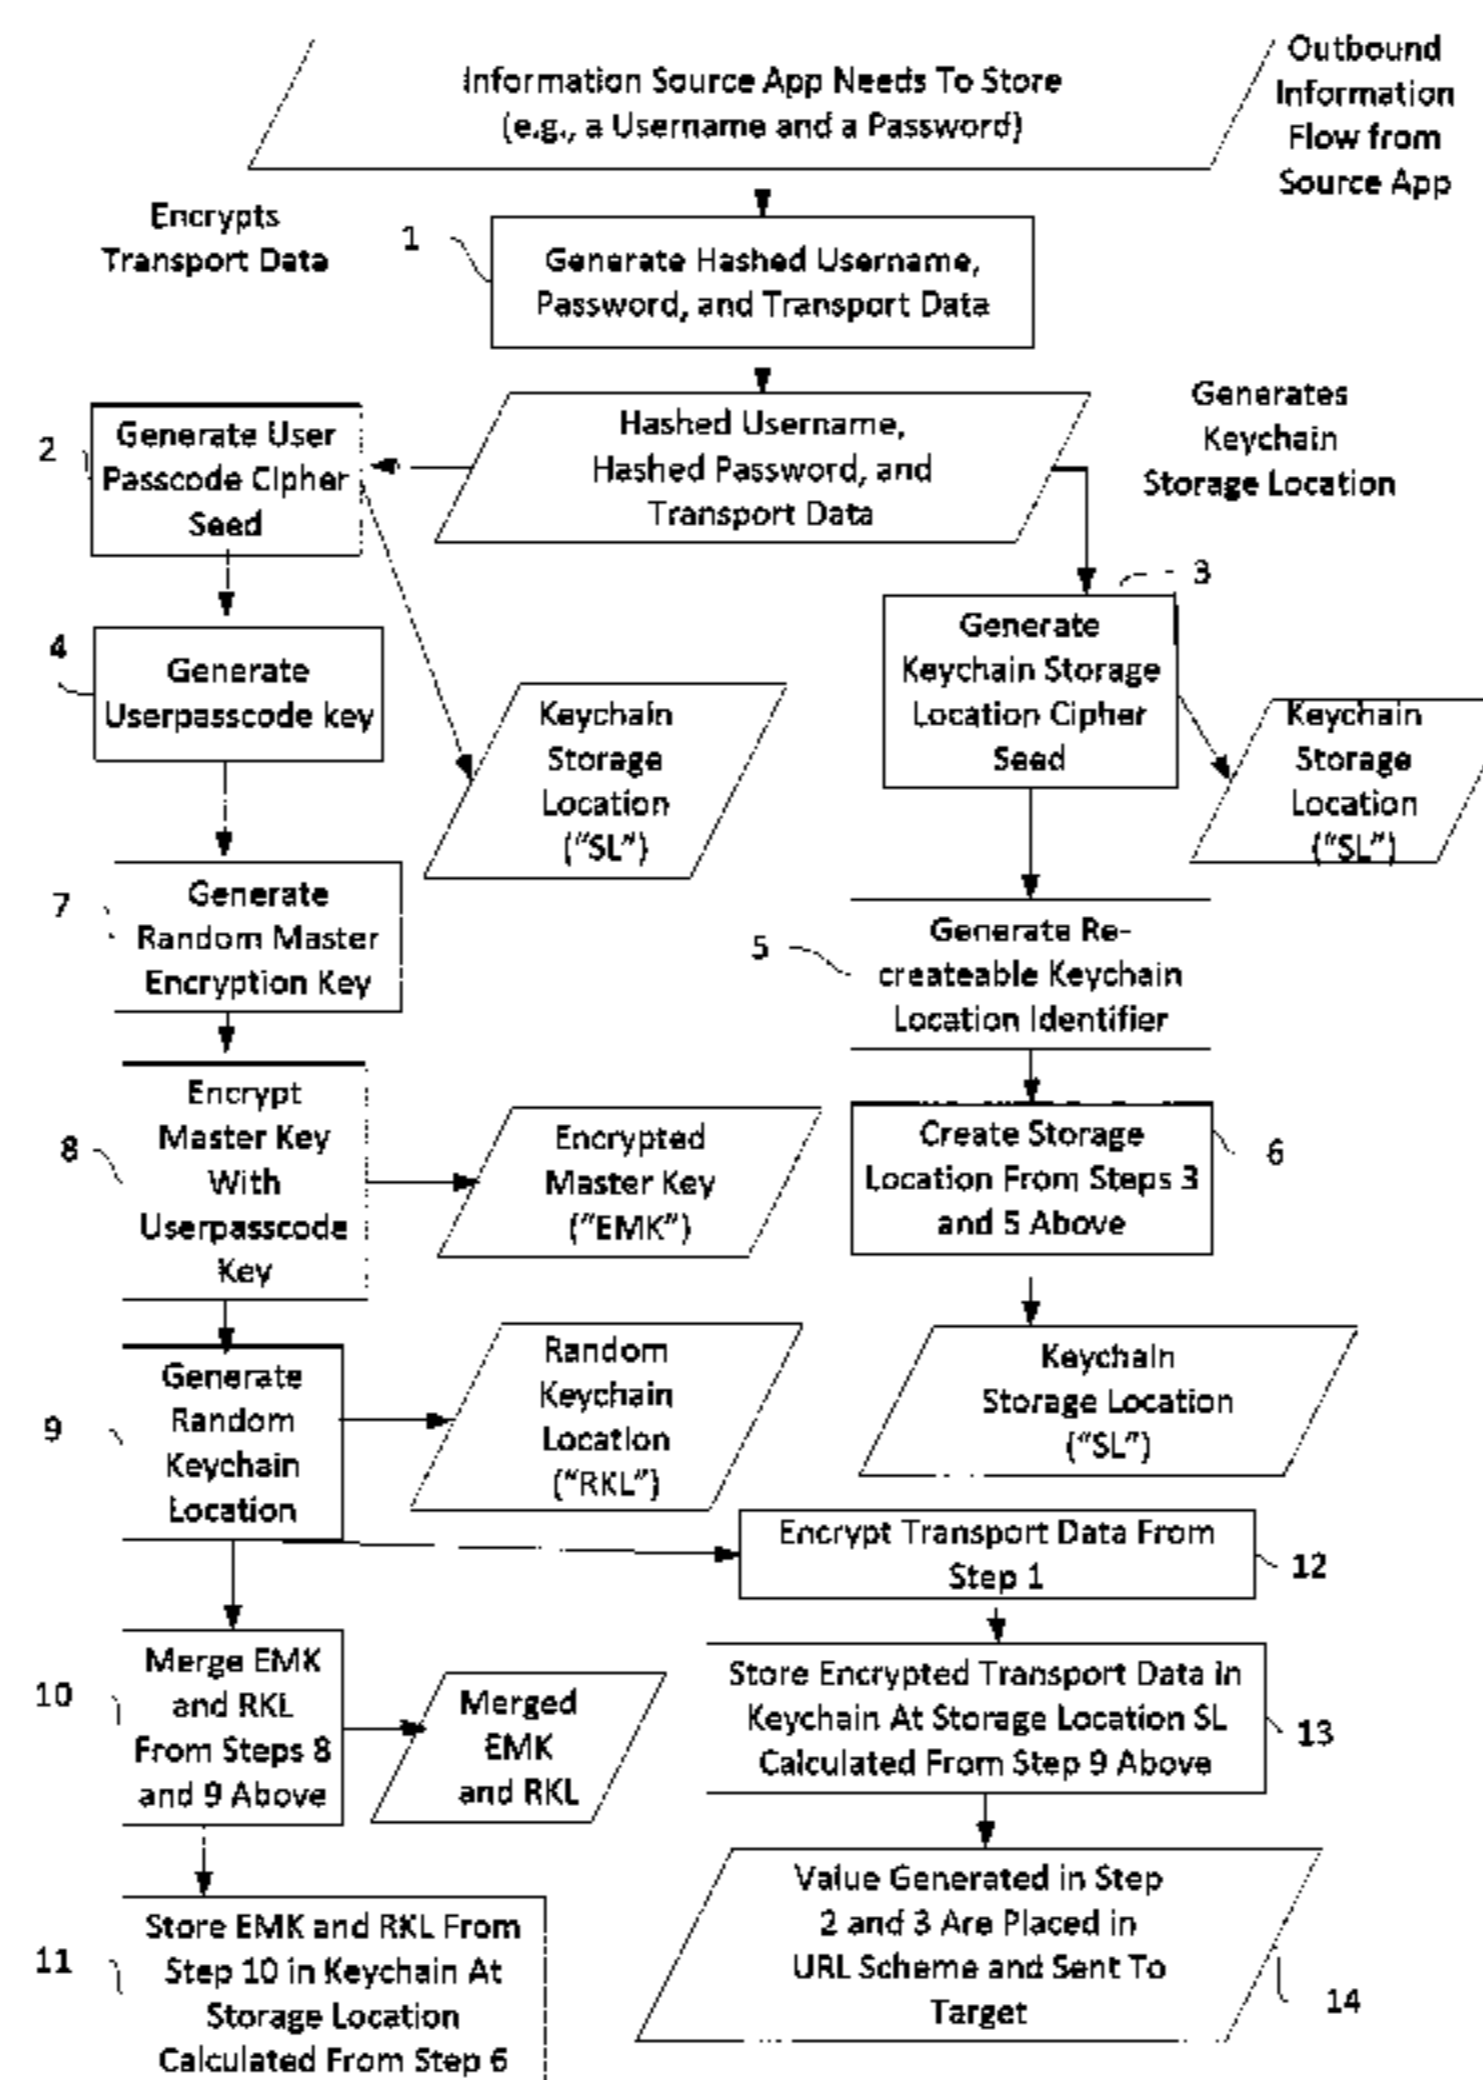 Information Source App Needs To Store
(e.g., a Username and a Password)
Outbound
Information
Flow from
Source App
Encrypts
Transport Data
1
Generate Hashed Username,
Password, and Transport Data
Generates
Keychain
Storage Location
2
Generate User
Passcode Cipher
Seed
Hashed Username,
Hashed Password, and
Transport Data
3
4
Generate
Userpasscode key
Generate
Keychain Storage
Location Cipher
Seed
Keychain
Storage
Location
("SL")
Keychain
Storage
Location
("SL")
7
Generate
Random Master
Encryption Key
5
Generate Re-
createable Keychain
Location Identifier
8
Encrypt
Master Key
With
Userpasscode
Key
Encrypted
Master Key
("EMK")
Create Storage
Location From Steps 3
and 5 Above
6
9
Generate
Random
Keychain
Location
Random
Keychain
Location
("RKL")
Keychain
Storage Location
("SL")
Encrypt Transport Data From
Step 1
12
10
Merge EMK
and RKL
From Steps 8
and 9 Above
Merged
EMK
and RKL
Store Encrypted Transport Data in
Keychain At Storage Location SL
Calculated From Step 9 Above
13
11
Store EMK and RKL From
Step 10 in Keychain At
Storage Location
Calculated From Step 6
Value Generated in Step
2 and 3 Are Placed in
URL Scheme and Sent To
Target
14